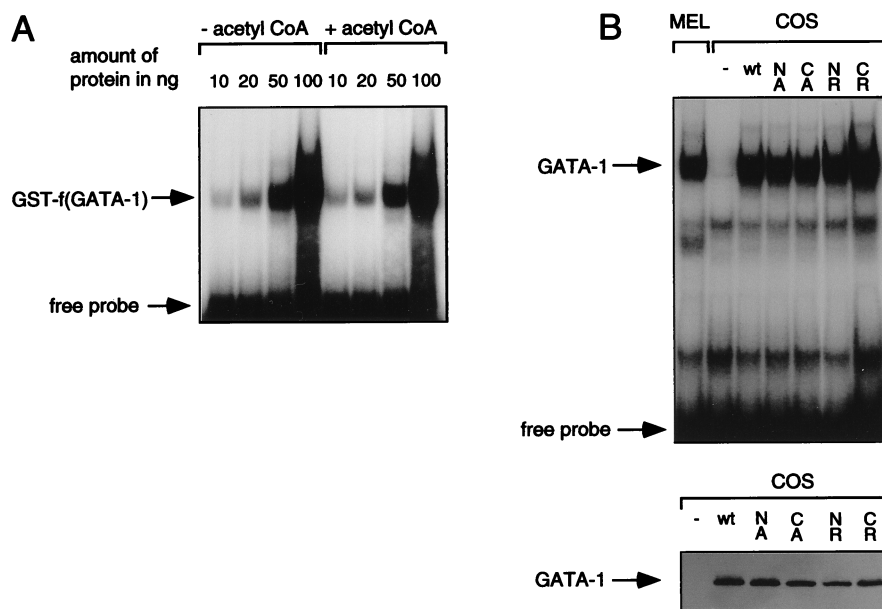 A
- acetyl CoA + acetyl CoA
amount of
protein in ng
10 20 50 100 10 20 50 100
GST-f(GATA-1)
free probe
B
MEL COS
- wt N C N C
A A R R
GATA-1
free probe
COS
- wt N C N C
A A R R
GATA-1